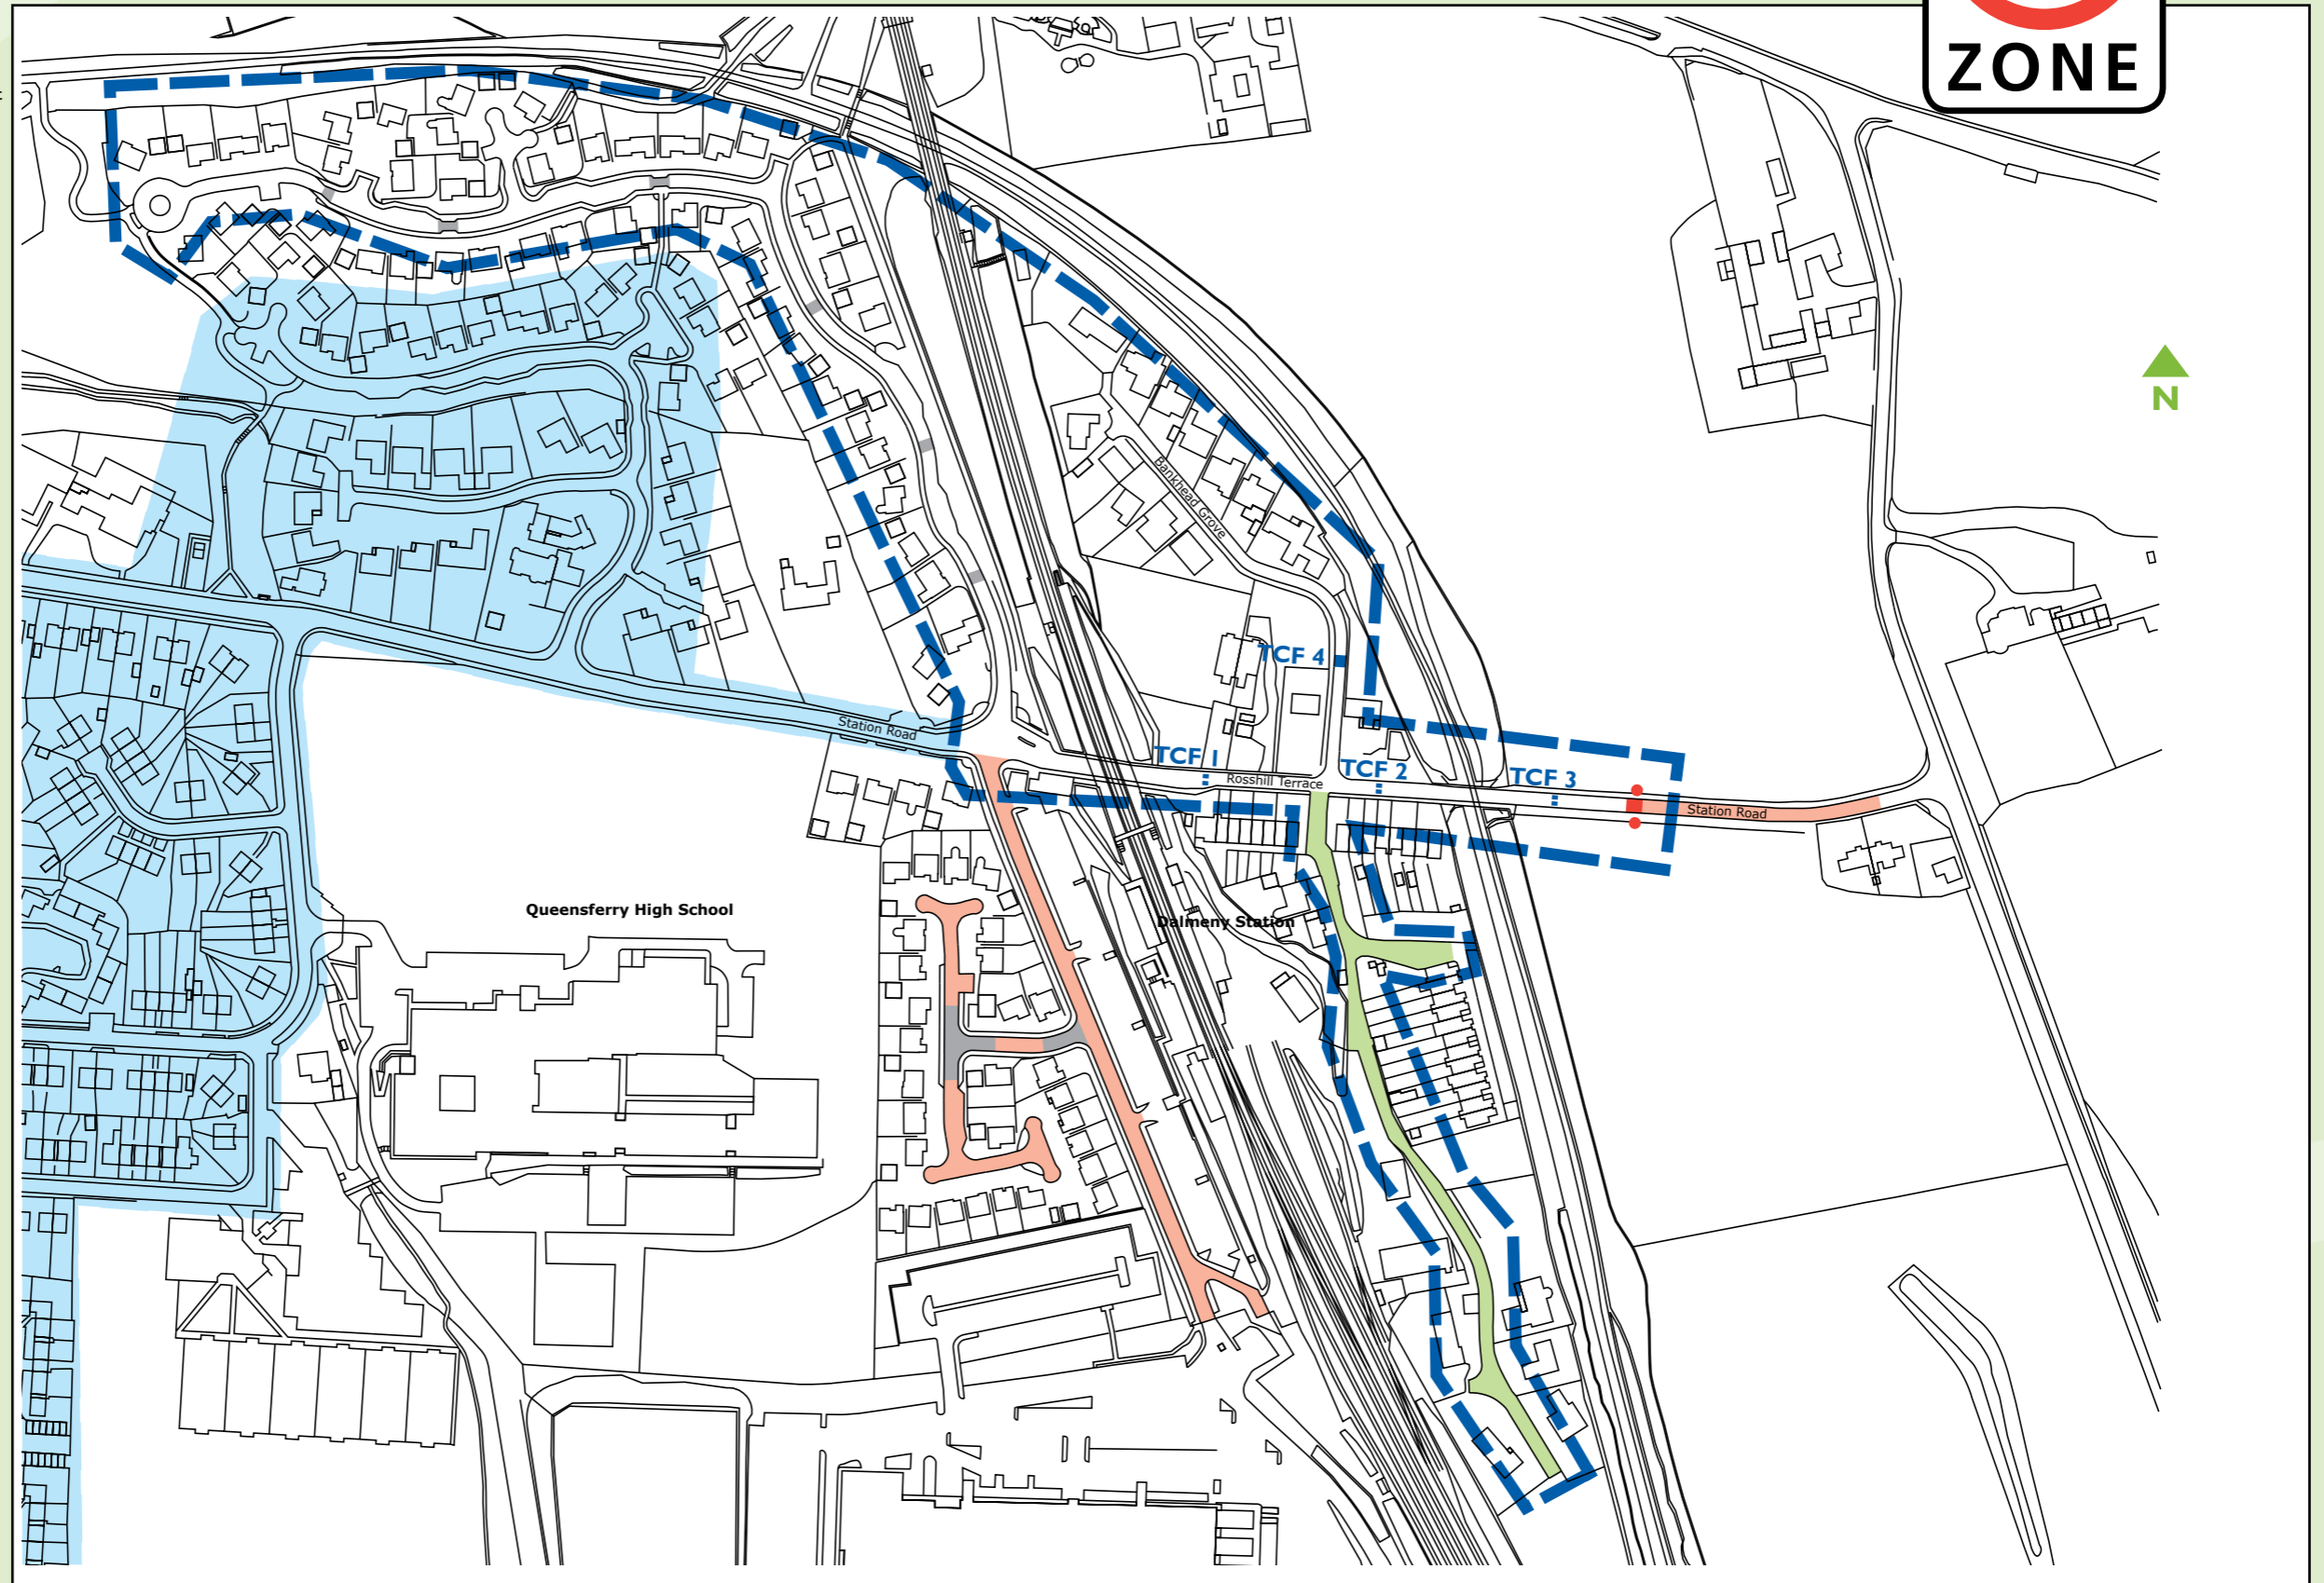 ZONE
N
Bankhead Grove
TCF 4
Station Road
TCF 1
Rosshill Terrace
TCF 2
TCF 3
Station Road
Queensferry High School
Dalmeny Station